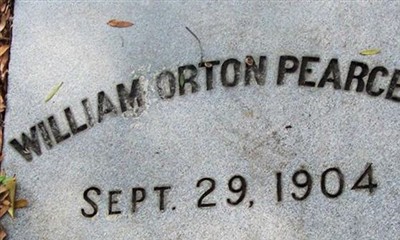 WILLIAM ORTON PEARCE
SEPT. 29, 1904